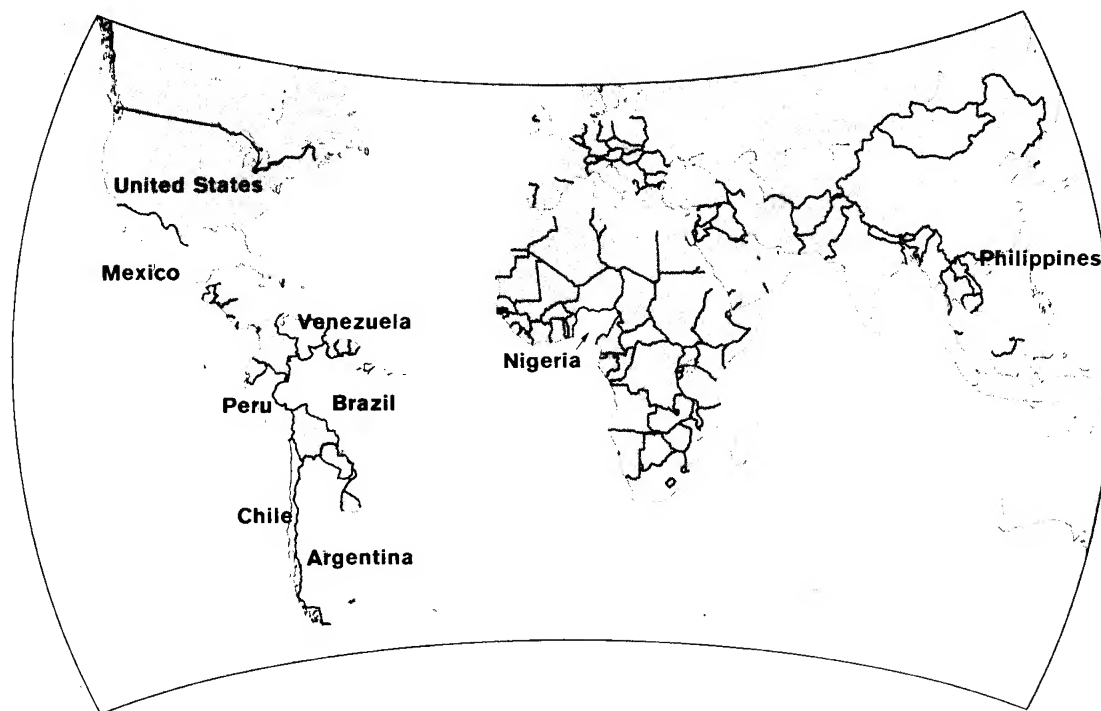 United States
Mexico
Philippines
Venezuela
Nigeria
Peru
Brazil
Chile
Argentina